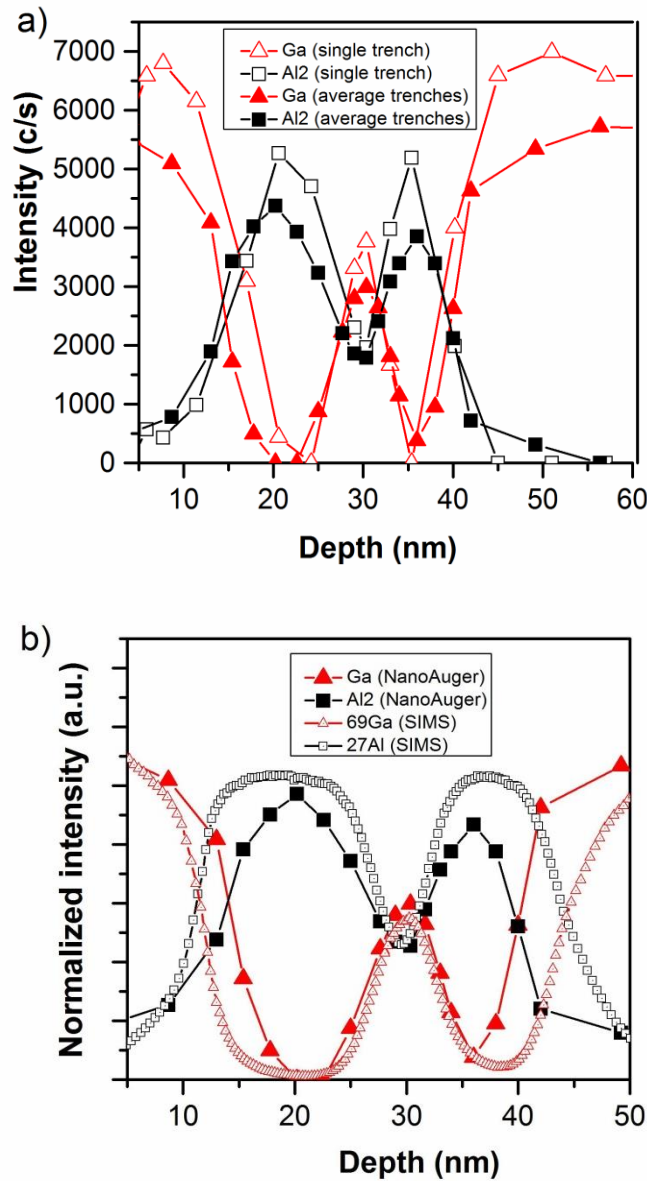 a)
Intensity (c/s)
7000
6000
5000
4000
3000
2000
1000
0
Ga (single trench)
Al2 (single trench)
Ga (average trenches)
Al2 (average trenches)
10 20 30 40 50 60
Depth (nm)
b)
Normalized intensity (a.u.)
Ga (NanoAuger)
Al2 (NanoAuger)
69Ga (SIMS)
27Al (SIMS)
10 20 30 40 50
Depth (nm)